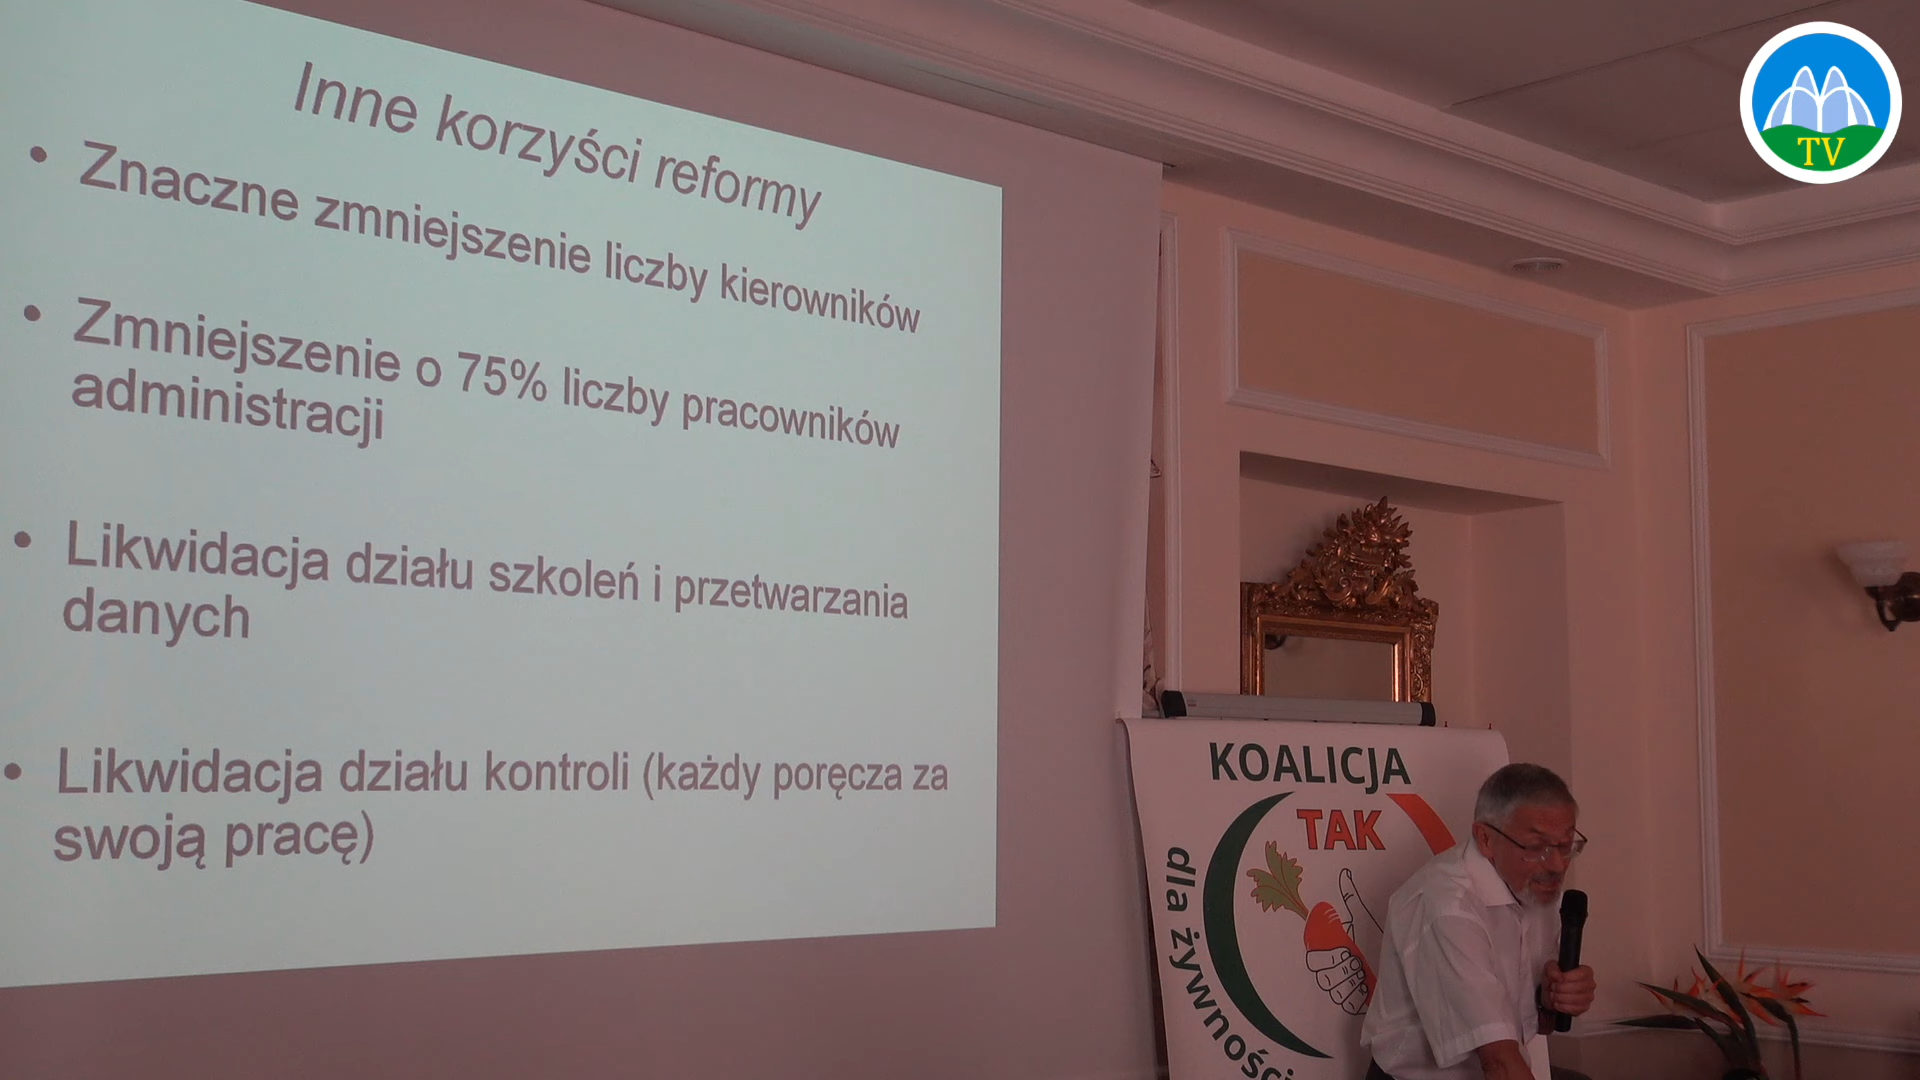 Inne korzyści reformy
• Znaczne zmniejszenie liczby kierowników
• Zmniejszenie o 75% liczby pracowników
administracji
• Likwidacja działu szkoleń i przetwarzania
danych
• Likwidacja działu kontroli (każdy poręcza za
swoją pracę)
TV
KOALICJA
TAK
dla żywności